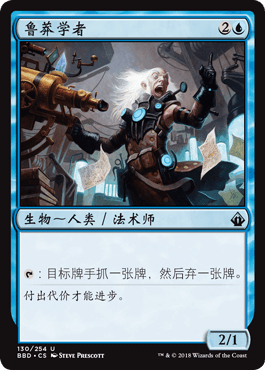 鲁莽学者 2
生物～人类 / 法术师
：目标牌手抓一张牌，然后弃一张牌。
付出代价才能进步。
2/1
130/254 U
BBD • CS Steve Prescott
™ & © 2018 Wizards of the Coast